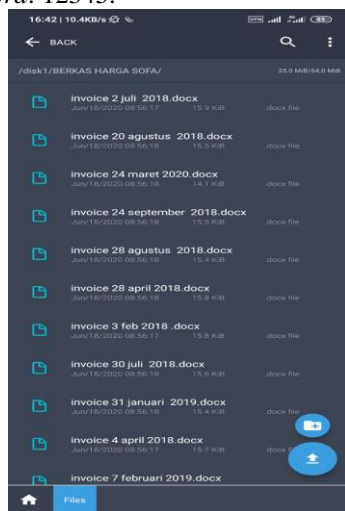 16:42 | 10.4KB/s
BACK
/disk1/BERKAS HARGA SOFA/ 25.0 MiB/64.0 MiB
invoice 2 juli 2018.docx
Jun/18/2020 08:56:17 15.9 KiB .docx file
invoice 20 agustus 2018.docx
Jun/18/2020 08:56:18 15.5 KiB .docx file
invoice 24 maret 2020.docx
Jun/18/2020 08:56:18 14.1 KiB .docx file
invoice 24 september 2018.docx
Jun/18/2020 08:56:18 15.5 KiB .docx file
invoice 28 agustus 2018.docx
Jun/18/2020 08:56:18 15.4 KiB .docx file
invoice 28 april 2018.docx
Jun/18/2020 08:56:18 15.8 KiB .docx file
invoice 3 feb 2018 .docx
Jun/18/2020 08:56:17 15.8 KiB .docx file
invoice 30 juli 2018.docx
Jun/18/2020 08:56:18 15.6 KiB .docx file
invoice 31 januari 2019.docx
Jun/18/2020 08:56:18 15.4 KiB .docx file
invoice 4 april 2018.docx
Jun/18/2020 08:56:17 15.7 KiB .docx
invoice 7 februari 2019.docx
Files